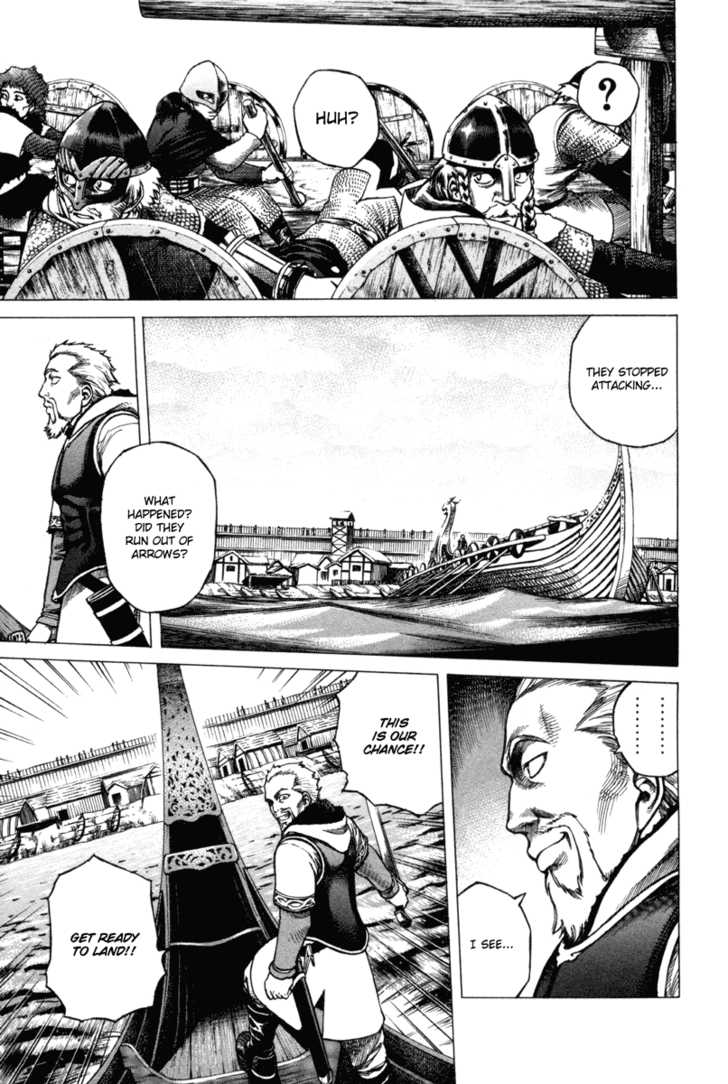 ?
HUH?
THEY STOPPED
ATTACKING...
WHAT
HAPPENED?
DID THEY
RUN OUT OF
ARROWS?
......
I SEE...
THIS
IS OUR
CHANCE!!
GET READY
TO LAND!!